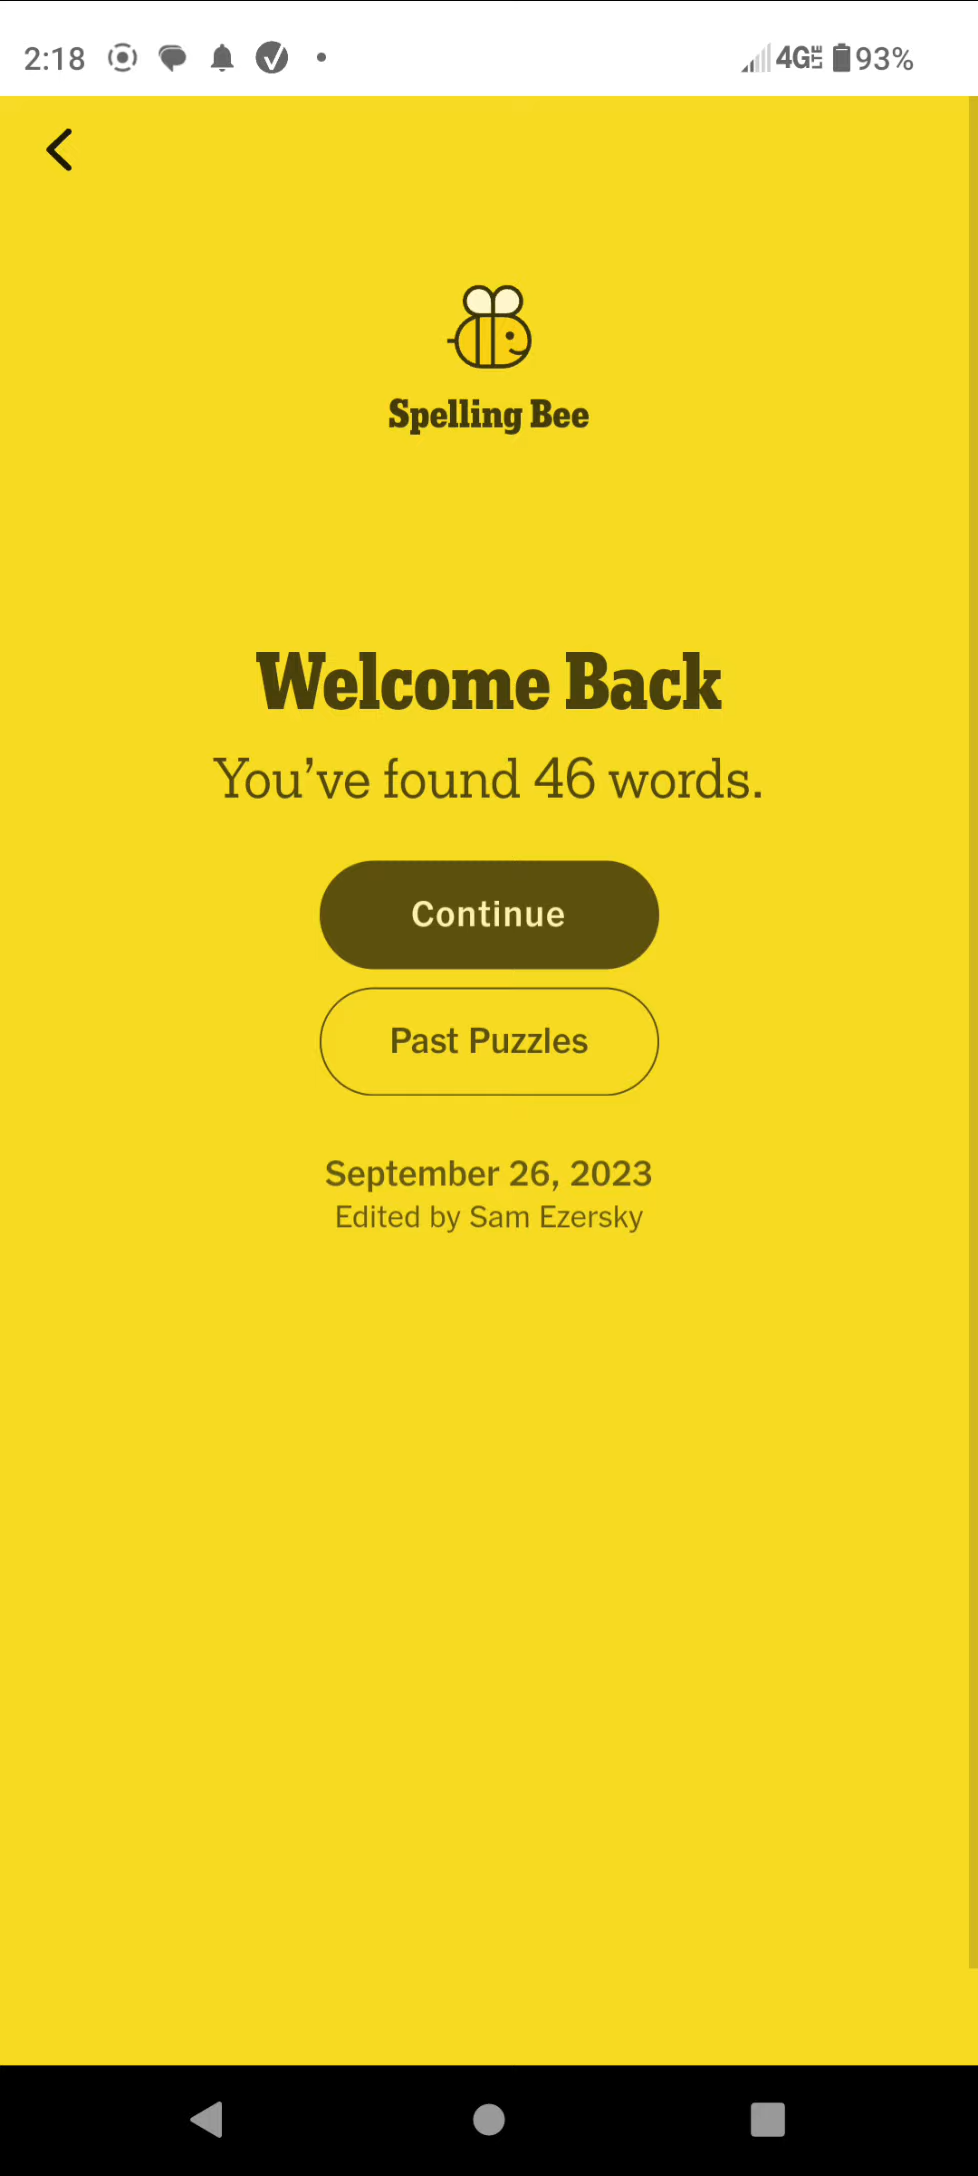 2:18 4G LTE 93%
Spelling Bee
Welcome Back
You’ve found 46 words.
Continue
Past Puzzles
September 26, 2023
Edited by Sam Ezersky